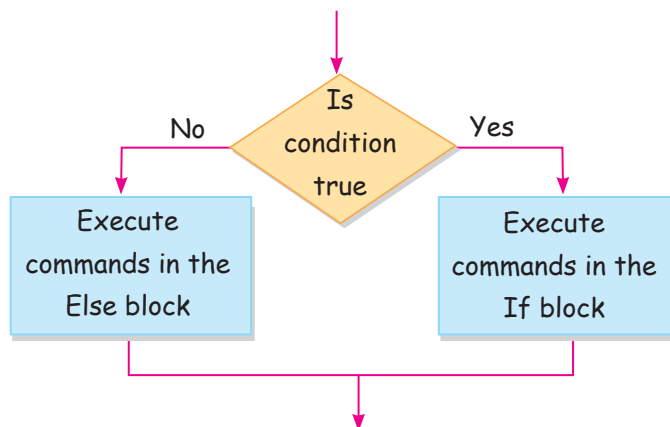 Is
condition
true
No
Yes
Execute
commands in the
Else block
Execute
commands in the
If block